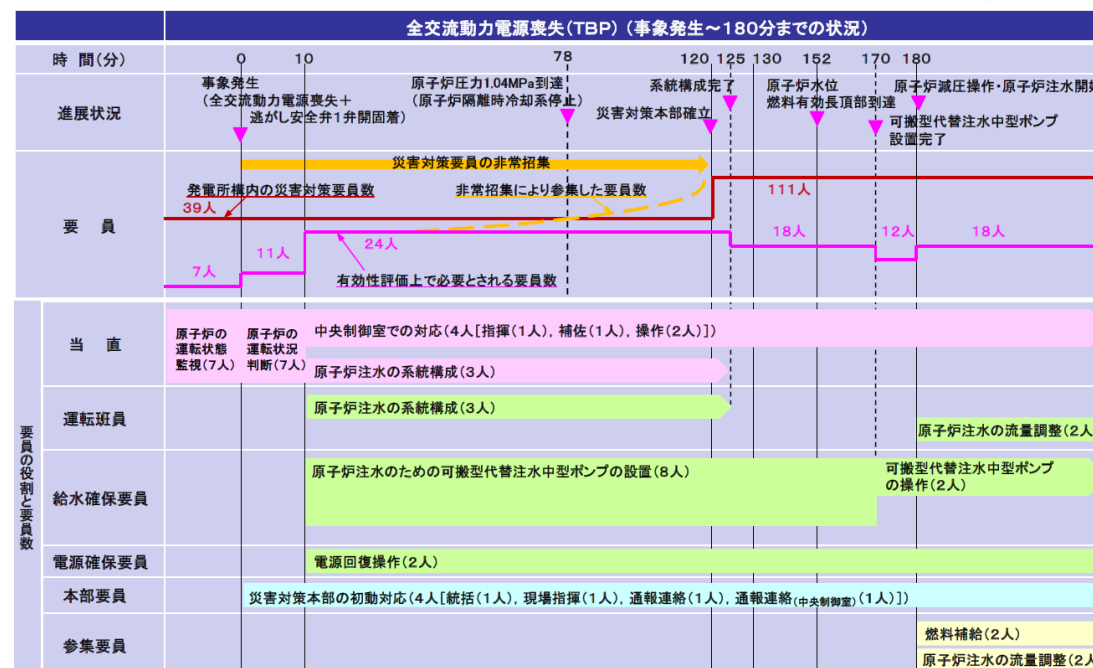 全交流動力電源喪失(TBP)(事象発生～180分までの状況)
時 間(分)
0
10
78
120
125
130
152
170
180
進展状況
事象発生
(全交流動力電源喪失＋
逃がし安全弁1弁開固着)
原子炉圧力1.04MPa到達
(原子炉隔離時冷却系停止)
系統構成完了
災害対策本部確立
原子炉水位
燃料有効長頂部到達
原子炉減圧操作・原子炉注水開始
可搬型代替注水中型ポンプ
設置完了
要 員
災害対策要員の非常招集
発電所構内の災害対策要員数
非常招集により参集した要員数
39人
111人
7人
11人
24人
18人
12人
18人
有効性評価上で必要とされる要員数
要員の役割と要員数
当 直
原子炉の
運転状態
監視(7人)
原子炉の
運転状況
判断(7人)
中央制御室での対応(4人[指揮(1人), 補佐(1人), 操作(2人)])
原子炉注水の系統構成(3人)
運転班員
原子炉注水の系統構成(3人)
原子炉注水の流量調整(2人
給水確保要員
原子炉注水のための可搬型代替注水中型ポンプの設置(8人)
可搬型代替注水中型ポンプ
の操作(2人)
電源確保要員
電源回復操作(2人)
本部要員
災害対策本部の初動対応(4人[統括(1人), 現場指揮(1人), 通報連絡(1人), 通報連絡(中央制御室)(1人)])
参集要員
燃料補給(2人)
原子炉注水の流量調整(2人